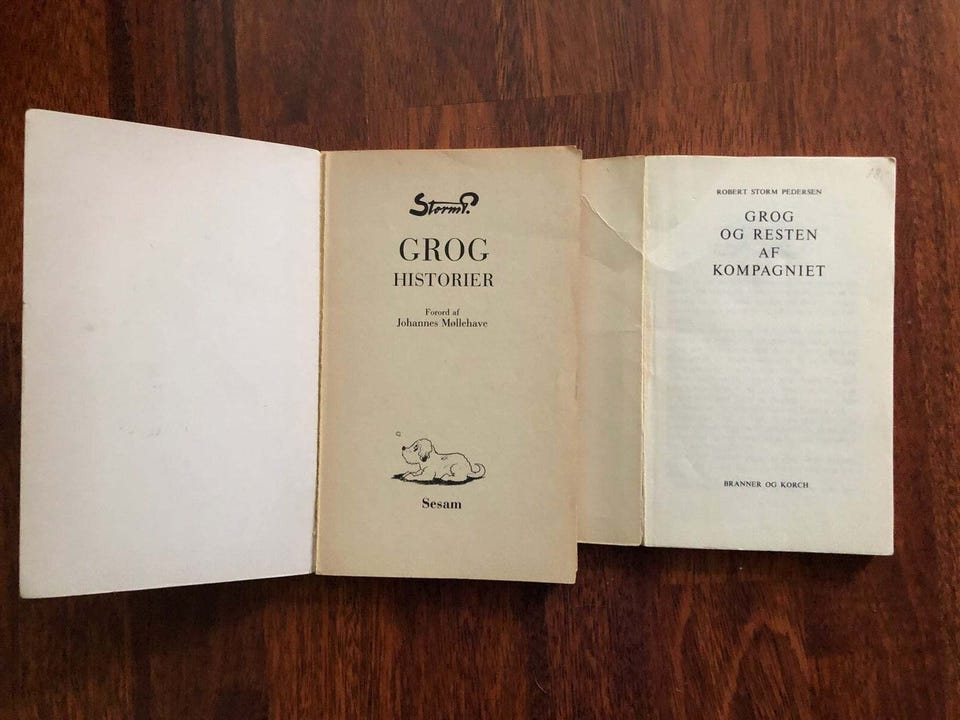 Storm P.
GROG
HISTORIER
Forord af
Johannes Møllehave
Sesam
ROBERT STORM PEDERSEN
GROG
OG RESTEN
AF
KOMPAGNIET
BRANNER OG KORCH